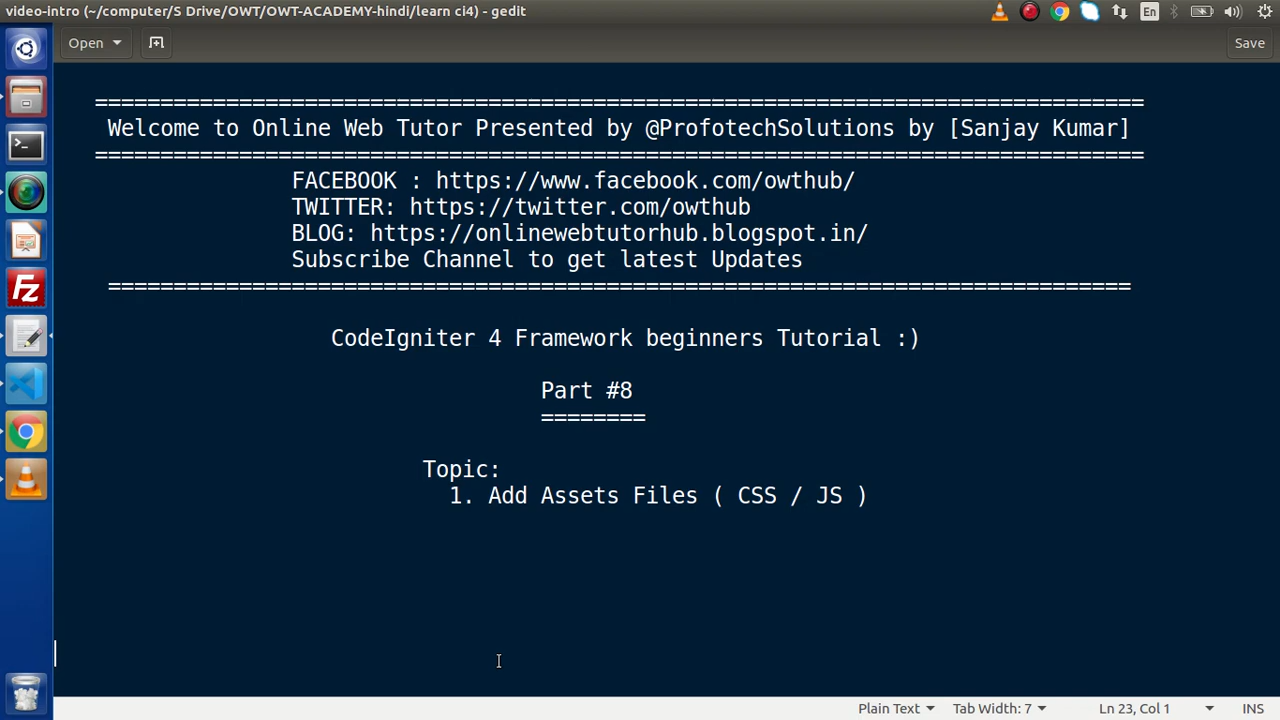 video-intro (~/computer/S Drive/OWT/OWT-ACADEMY-hindi/learn ci4) - gedit
En
Open
Save
================================================================================
Welcome to Online Web Tutor Presented by @ProfotechSolutions by [Sanjay Kumar]
================================================================================
FACEBOOK : https://www.facebook.com/owthub/
TWITTER: https://twitter.com/owthub
BLOG: https://onlinewebtutorhub.blogspot.in/
Subscribe Channel to get latest Updates
==============================================================================
CodeIgniter 4 Framework beginners Tutorial :)
Part #8
========
Topic:
1. Add Assets Files ( CSS / JS )
Fz
Plain Text
Tab Width: 7
Ln 23, Col 1
INS